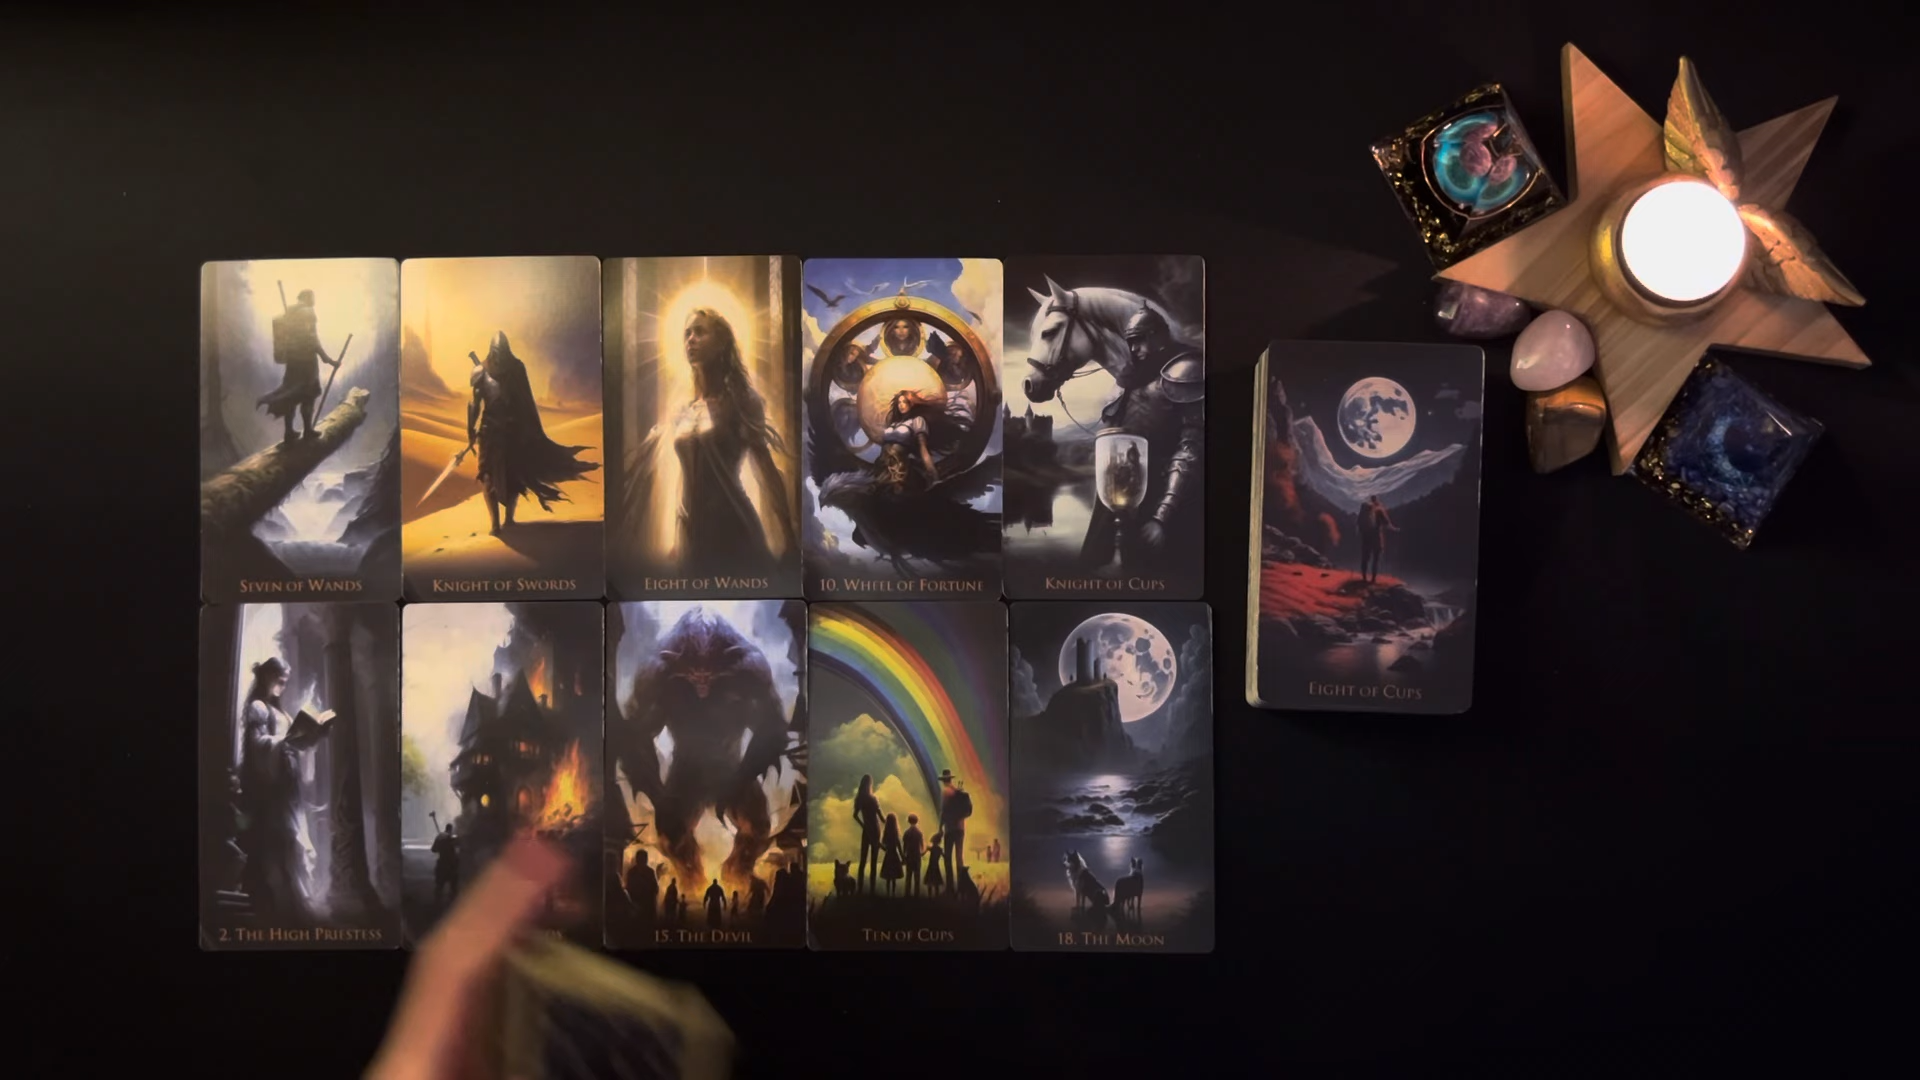 SEVEN OF WANDS
KNIGHT OF SWORDS
EIGHT OF WANDS
10. WHEEL OF FORTUNE
KNIGHT OF CUPS
EIGHT OF CUPS
2. THE HIGH PRIESTESS
15. THE DEVIL
TEN OF CUPS
18. THE MOON